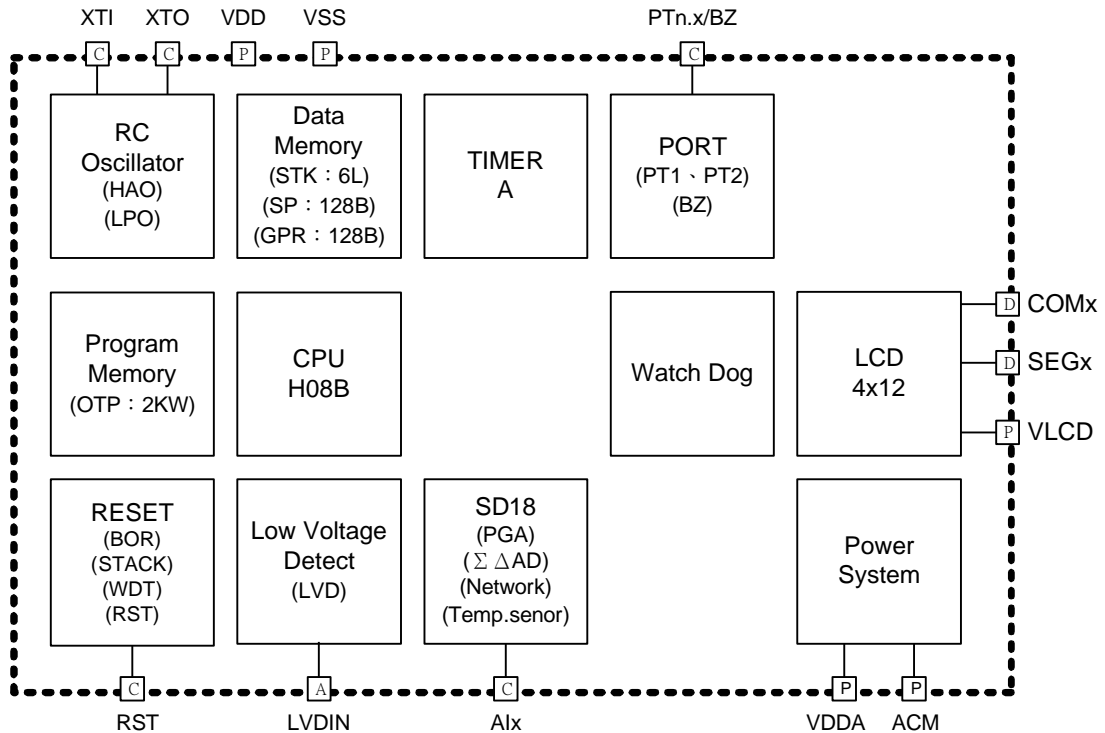 XTI XTO VDD VSS PTn.x/BZ
C C P P C
RC
Oscillator
(HAO)
(LPO)
Data
Memory
(STK：6L)
(SP：128B)
(GPR：128B)
TIMER
A
PORT
(PT1、PT2)
(BZ)
Program
Memory
(OTP：2KW)
CPU
H08B
Watch Dog
LCD
4x12
D COMx
D SEGx
P VLCD
RESET
(BOR)
(STACK)
(WDT)
(RST)
Low Voltage
Detect
(LVD)
SD18
(PGA)
(ΣΔAD)
(Network)
(Temp.senor)
Power
System
C A C P P
RST LVDIN AIx VDDA ACM